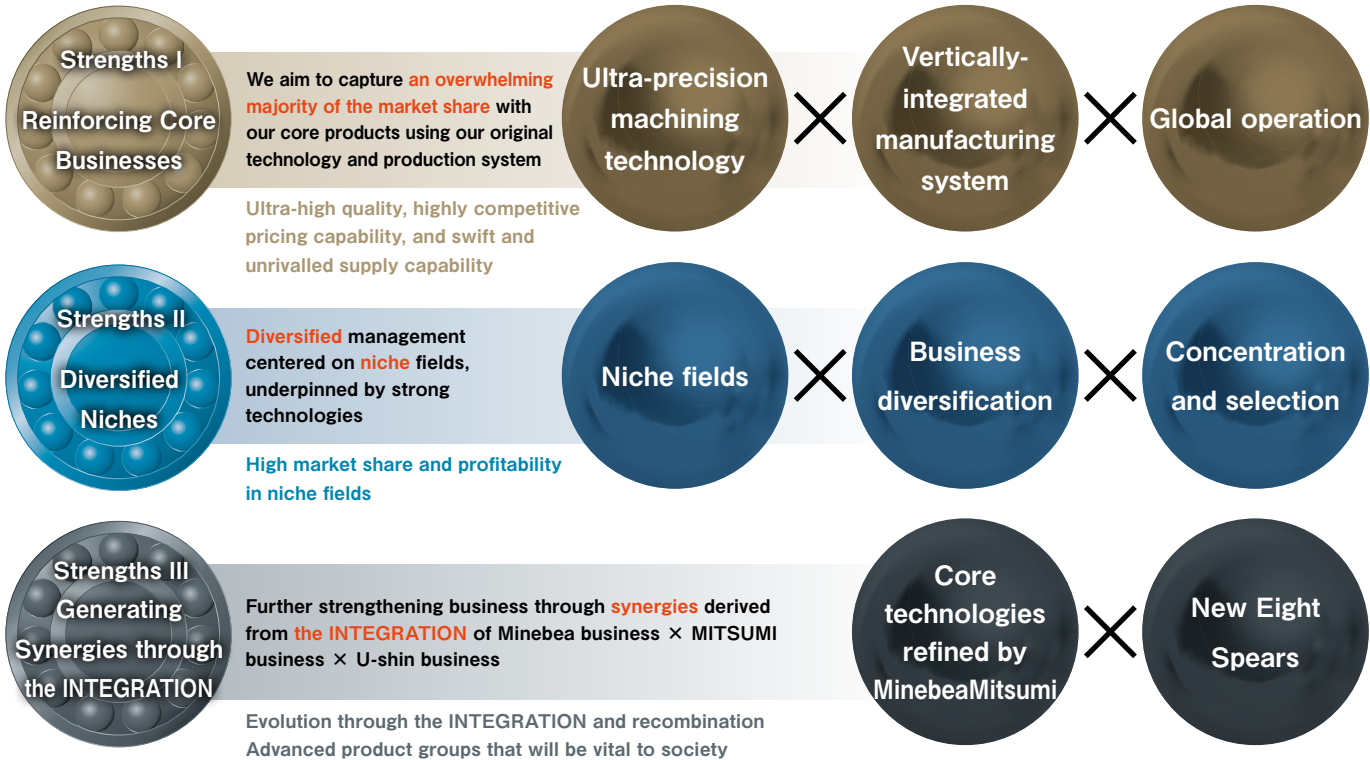 Strengths I
Reinforcing Core
Businesses
We aim to capture an overwhelming
majority of the market share with
our core products using our original
technology and production system
Ultra-high quality, highly competitive
pricing capability, and swift and
unrivalled supply capability
Ultra-precision
machining
technology
×
Vertically-
integrated
manufacturing
system
×
Global operation
Strengths II
Diversified
Niches
Diversified management
centered on niche fields,
underpinned by strong
technologies
High market share and profitability
in niche fields
Niche fields
×
Business
diversification
×
Concentration
and selection
Strengths III
Generating
Synergies through
the INTEGRATION
Further strengthening business through synergies derived
from the INTEGRATION of Minebea business × MITSUMI
business × U-shin business
Evolution through the INTEGRATION and recombination
Advanced product groups that will be vital to society
Core
technologies
refined by
MinebeaMitsumi
×
New Eight
Spears